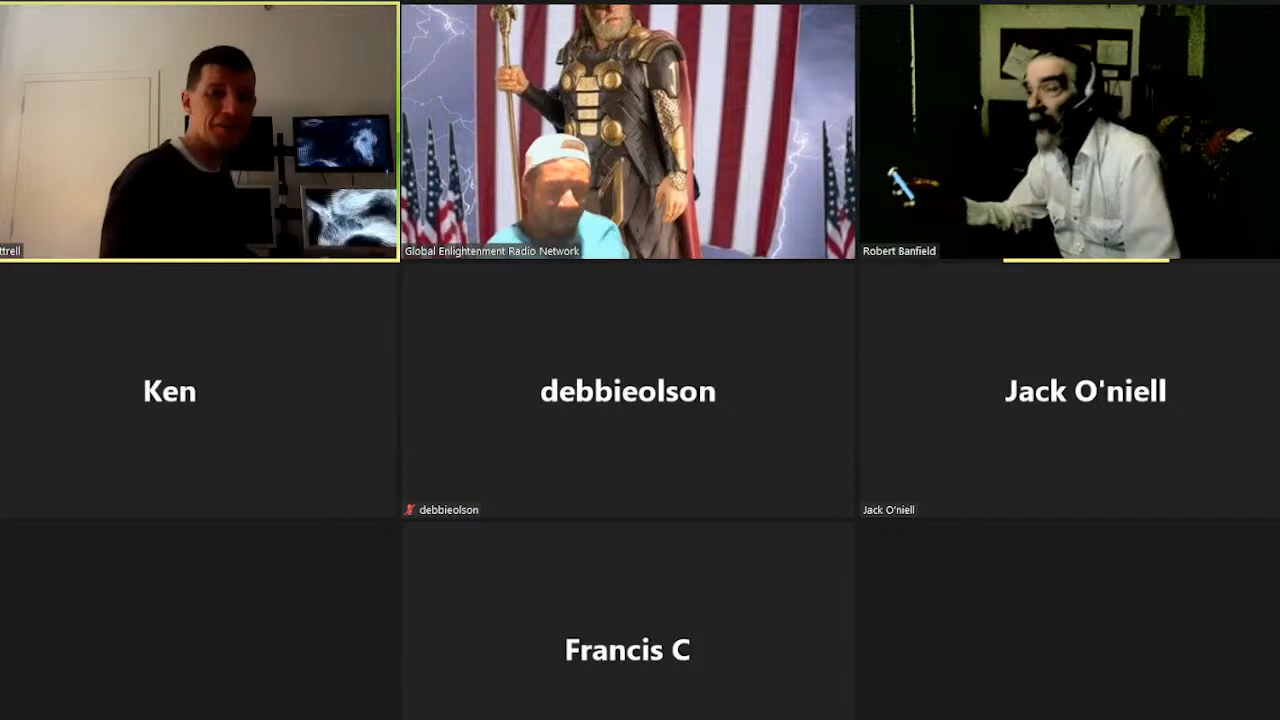 ttrell
Global Enlightenment Radio Network
Robert Banfield
Ken
debbieolson
Jack O'niell
debbieolson
Jack O'niell
Francis C